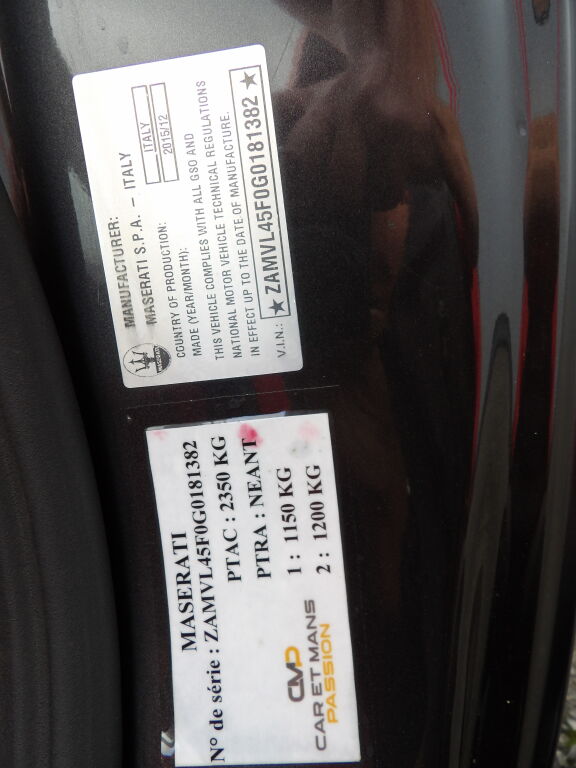 MANUFACTURER:
MASERATI S.P.A. – ITALY
COUNTRY OF PRODUCTION: ITALY
MADE (YEAR/MONTH): 2015/12
THIS VEHICLE COMPLIES WITH ALL GSO AND
NATIONAL MOTOR VEHICLE TECHNICAL REGULATIONS
IN EFFECT UP TO THE DATE OF MANUFACTURE.
V.I.N.: ★ ZAMVL45F0G0181382 ★
MASERATI
N° de série : ZAMVL45F0G0181382
PTAC : 2350 KG
PTRA : NEANT
1 : 1150 KG
2 : 1200 KG
CMP
CAR ET MANS
PASSION